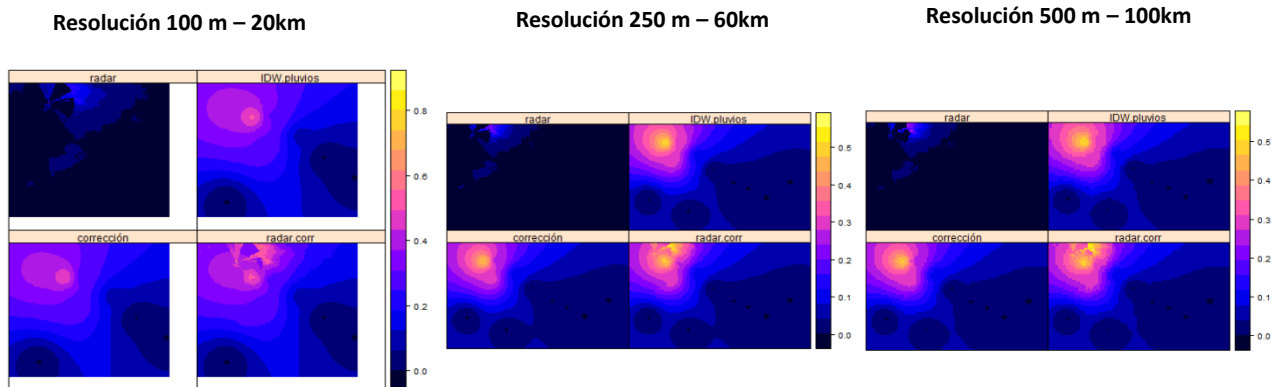 Resolución 100 m – 20km
Resolución 250 m – 60km
Resolución 500 m – 100km
radar
IDW.pluvios
corrección
radar.corr
0.8
0.6
0.4
0.2
0.0
radar
IDW.pluvios
corrección
radar.corr
0.5
0.4
0.3
0.2
0.1
0.0
radar
IDW.pluvios
corrección
radar.corr
0.5
0.4
0.3
0.2
0.1
0.0